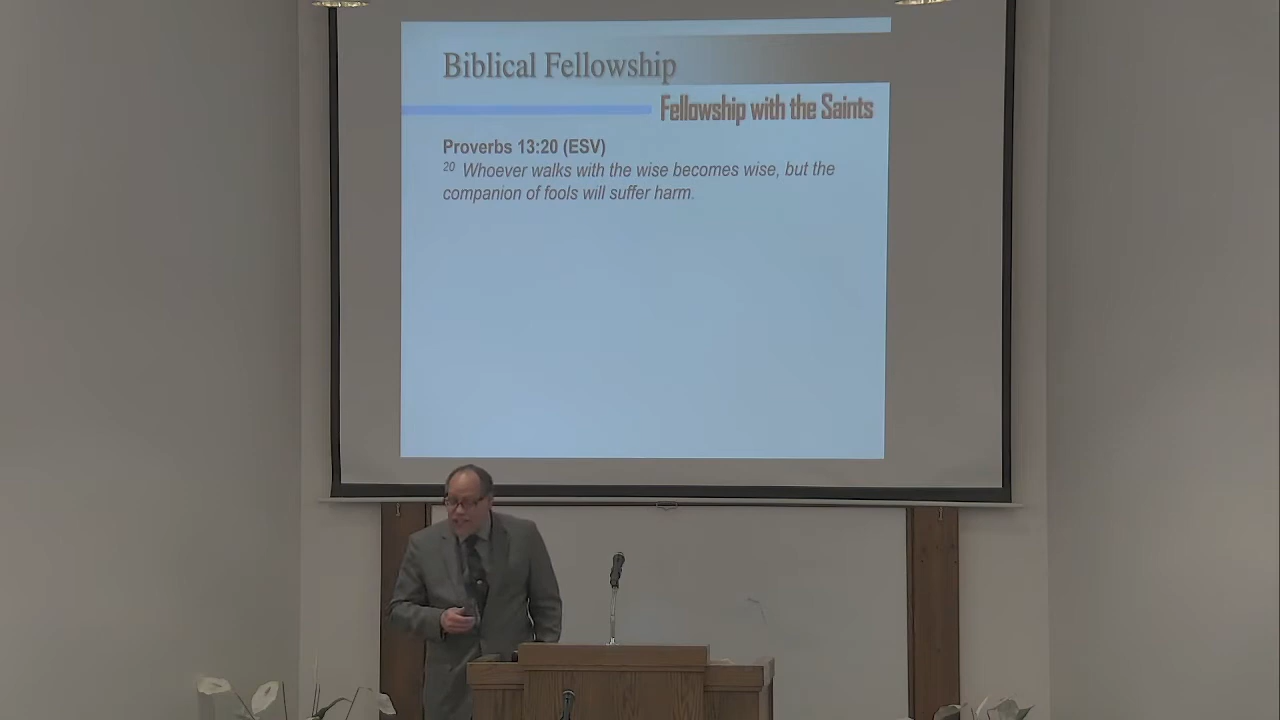 Biblical Fellowship
Fellowship with the Saints
Proverbs 13:20 (ESV)
20 Whoever walks with the wise becomes wise, but the
companion of fools will suffer harm.